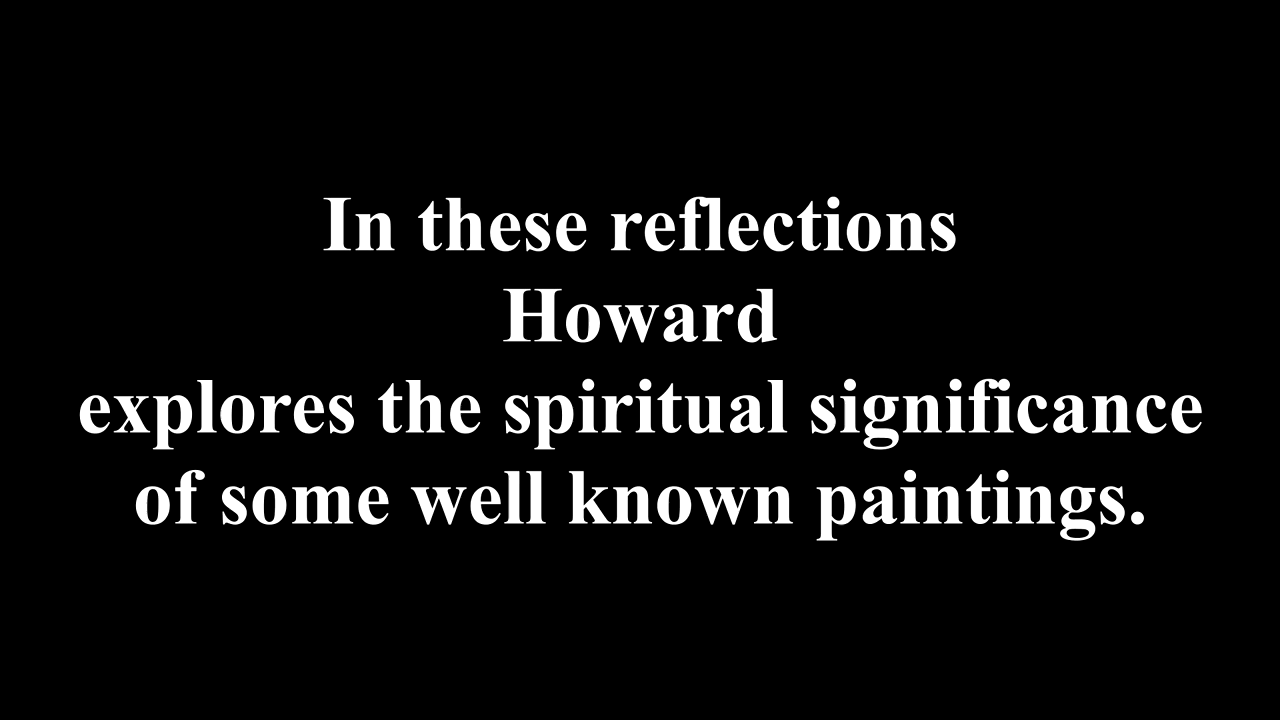 In these reflections
Howard
explores the spiritual significance
of some well known paintings.